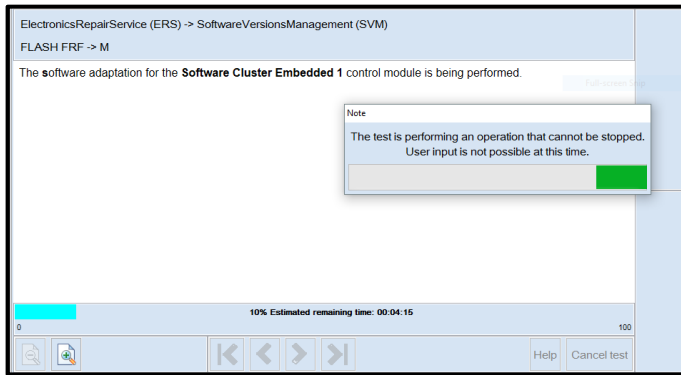 ElectronicsRepairService (ERS) -> SoftwareVersionsManagement (SVM)
FLASH FRF -> M
The software adaptation for the Software Cluster Embedded 1 control module is being performed.
Note
The test is performing an operation that cannot be stopped.
User input is not possible at this time.
10% Estimated remaining time: 00:04:15
0
100
Help
Cancel test